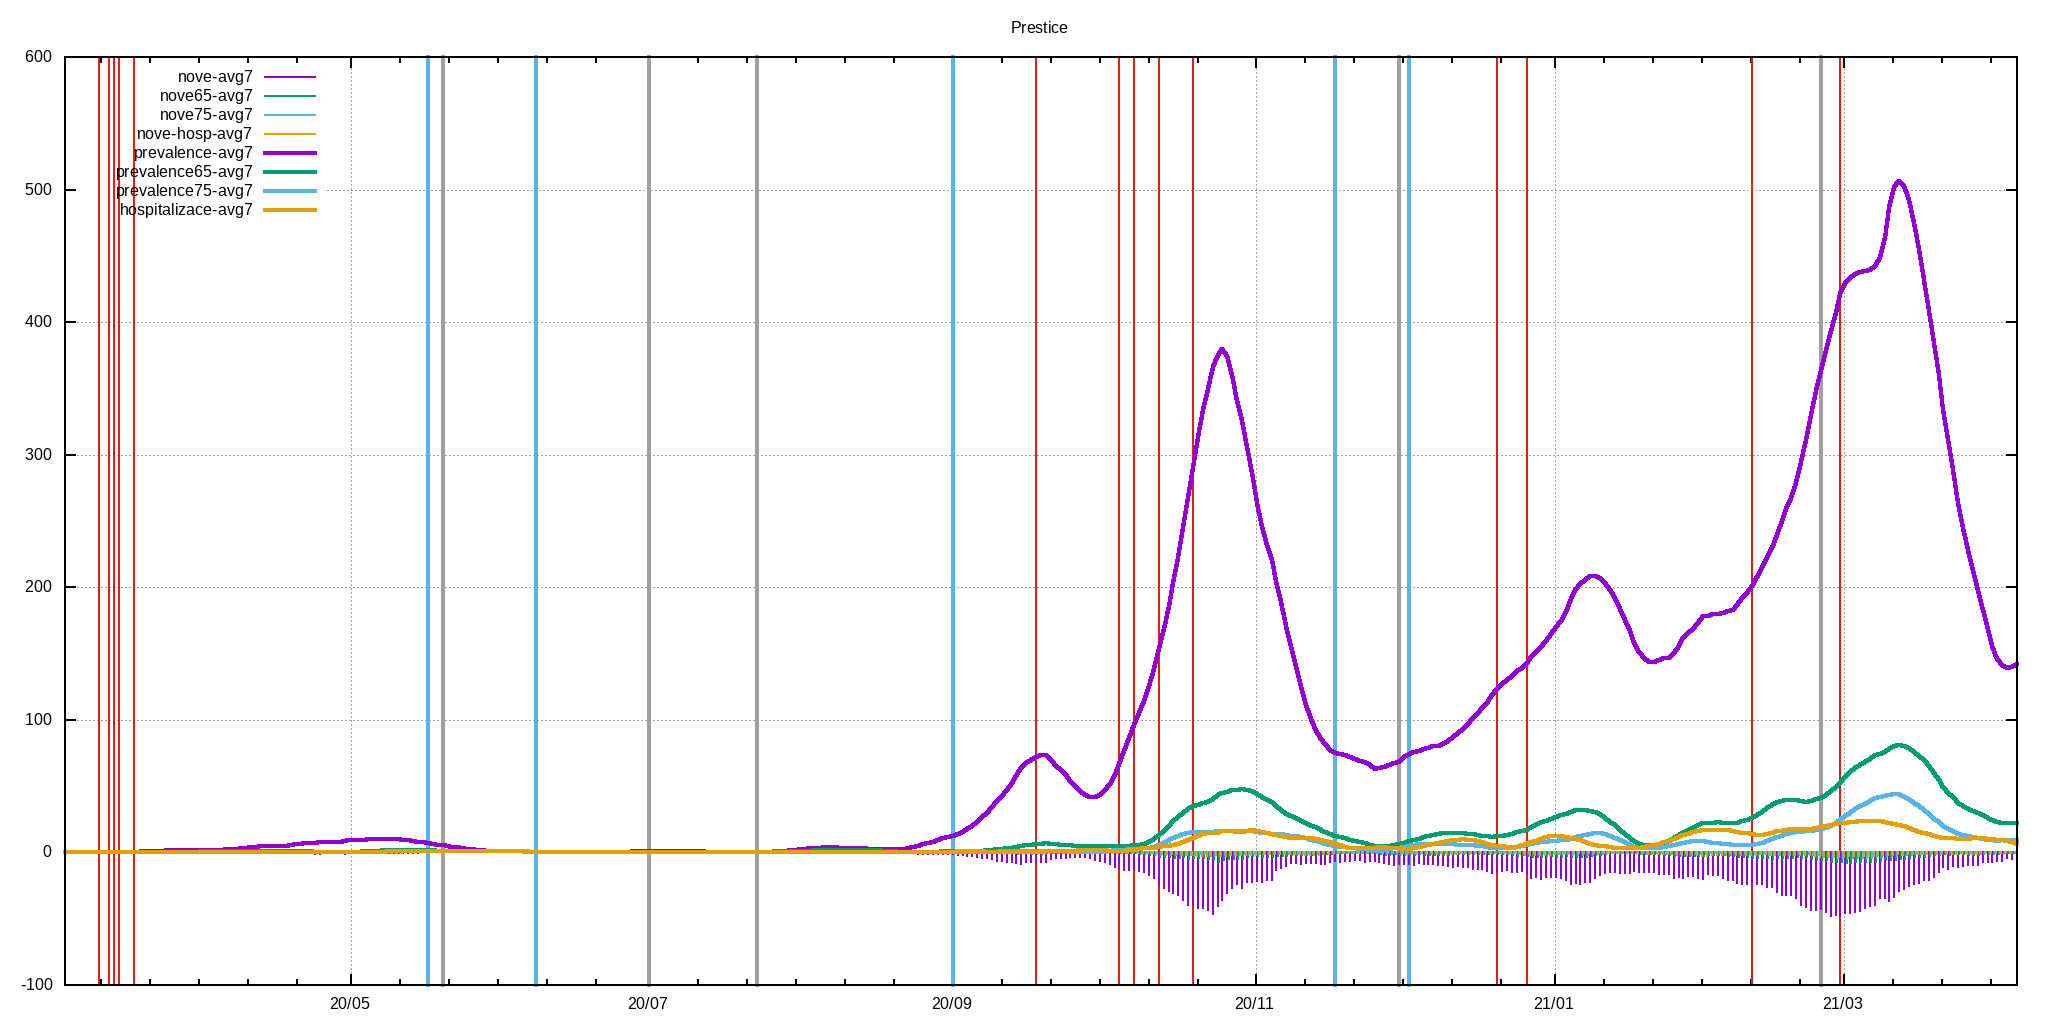 Prestice
600
500
400
300
200
100
0
-100
nove-avg7
nove65-avg7
nove75-avg7
nove-hosp-avg7
prevalence-avg7
prevalence65-avg7
prevalence75-avg7
hospitalizace-avg7
20/05
20/07
20/09
20/11
21/01
21/03